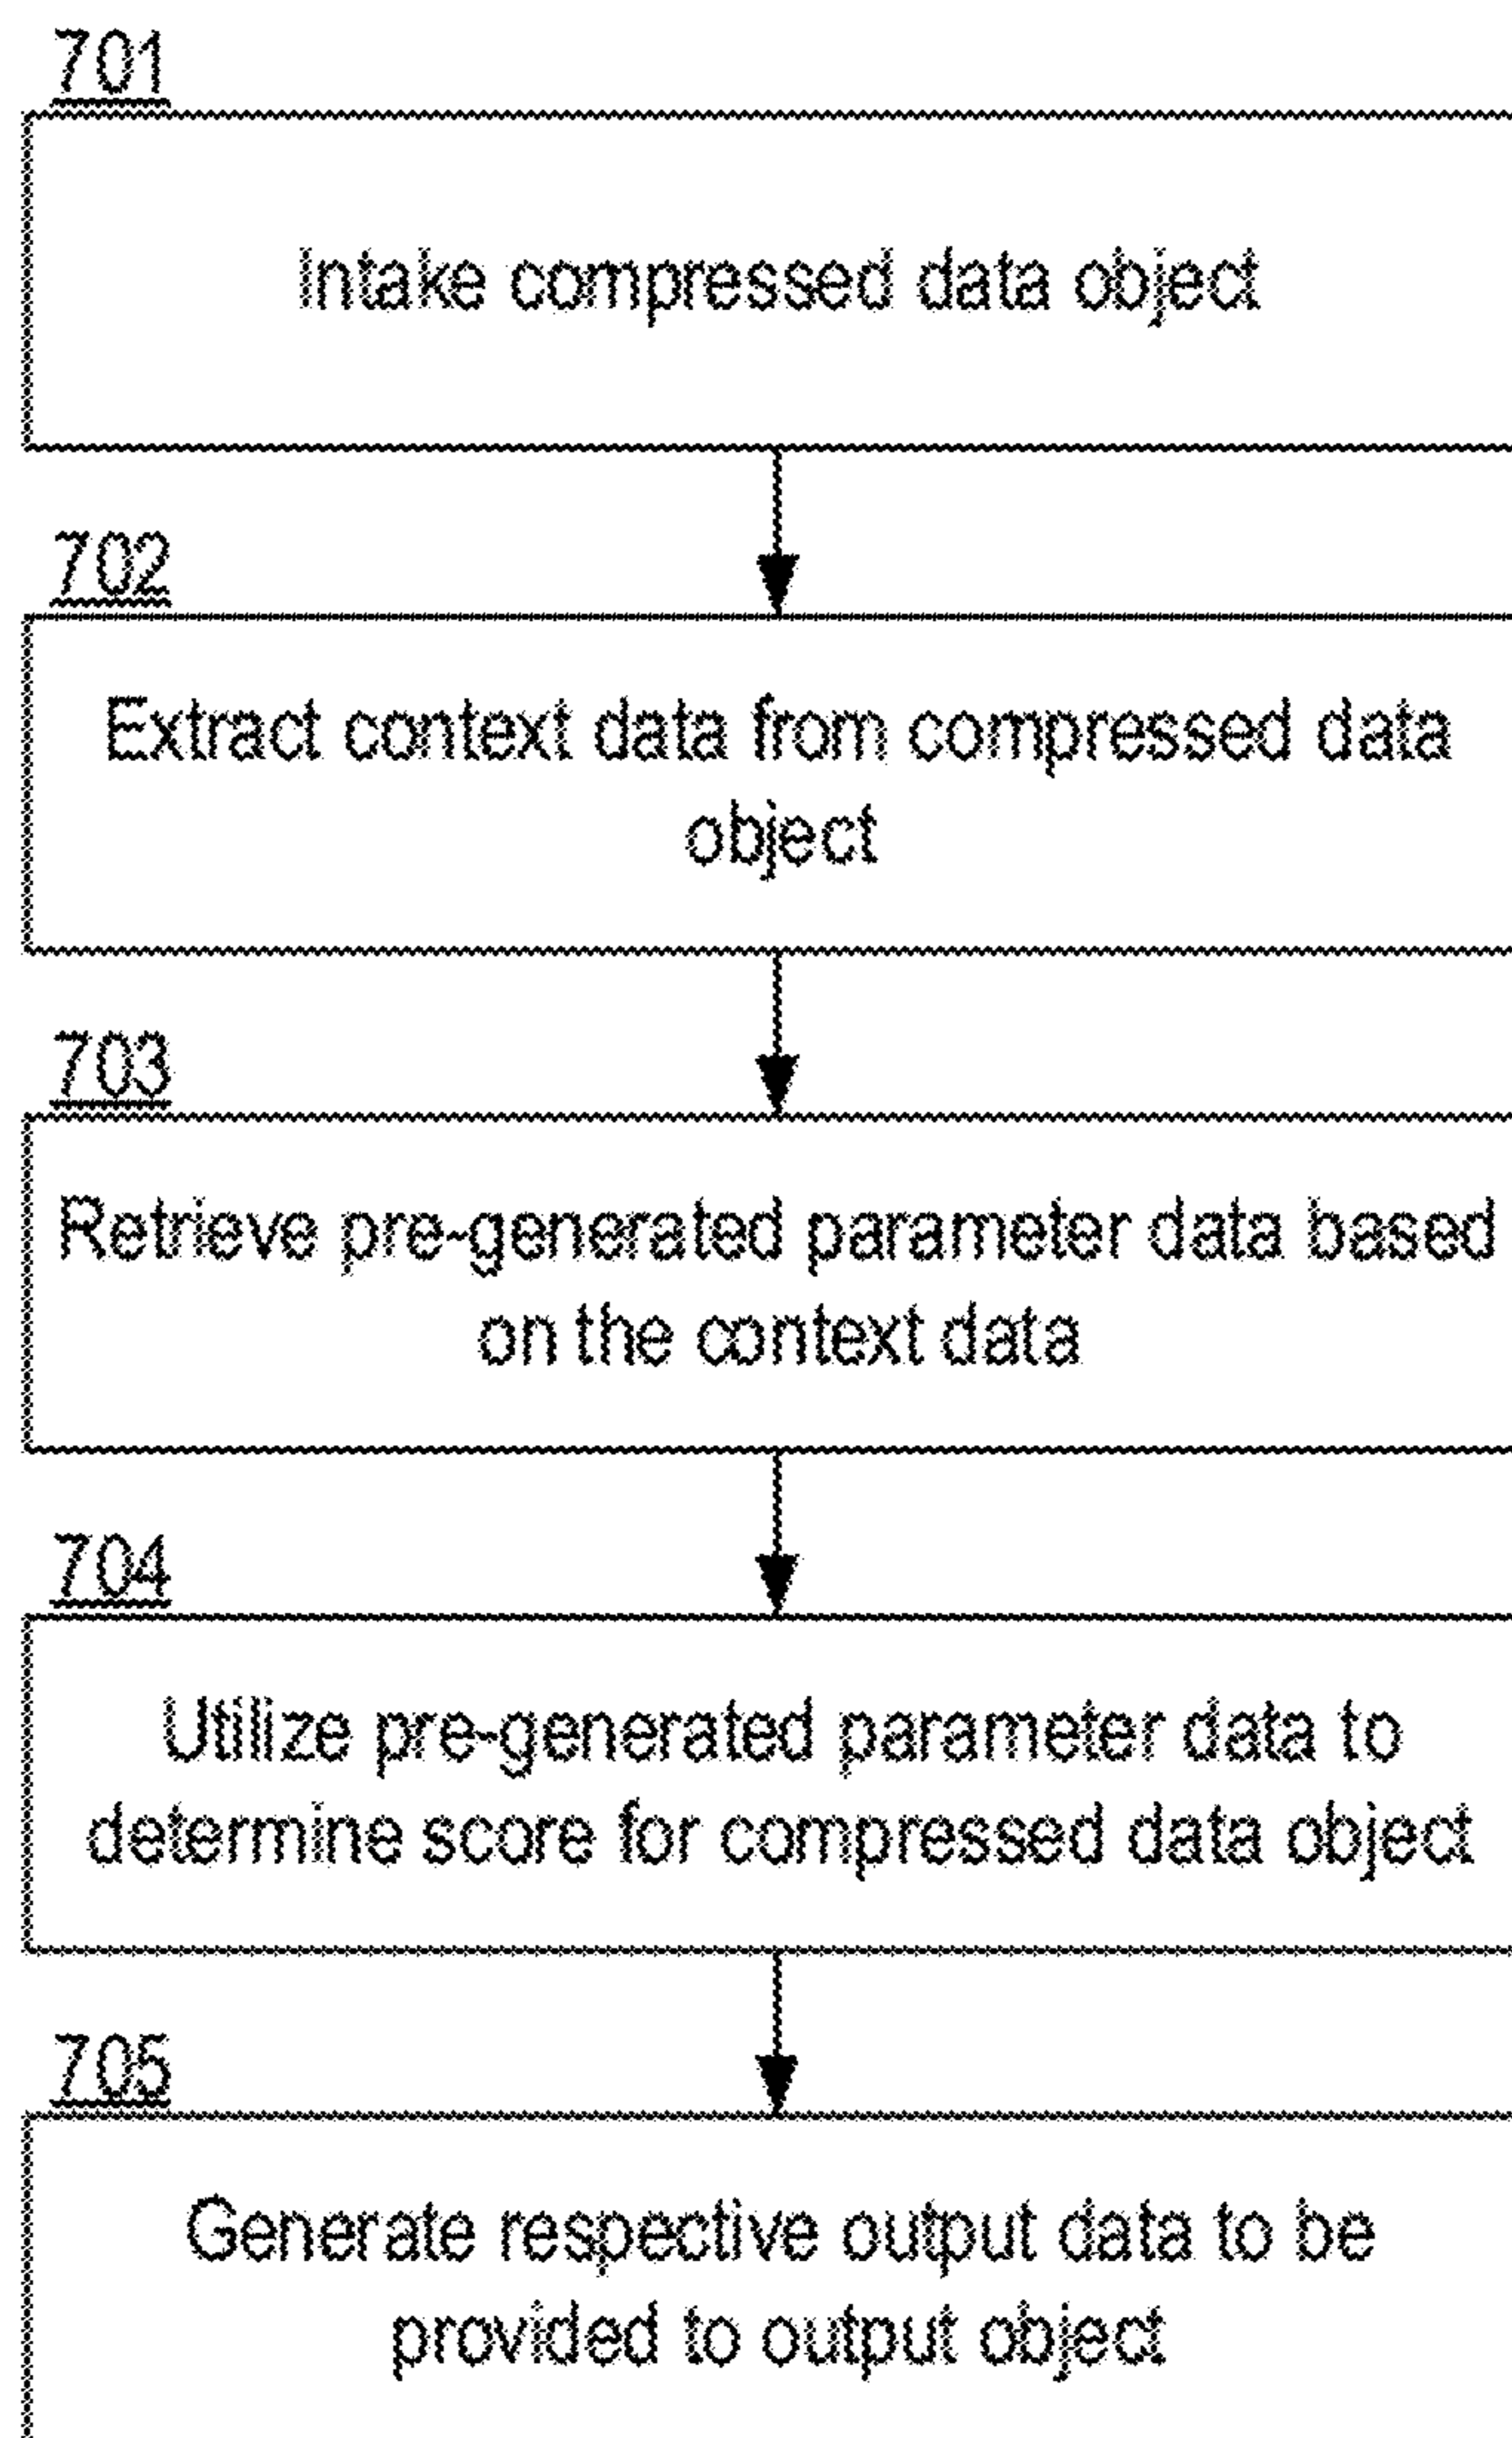 701
Intake compressed data object
702
Extract context data from compressed data
object
703
Retrieve pre-generated parameter data based
on the context data
704
Utilize pre-generated parameter data to
determine score for compressed data object
705
Generate respective output data to be
provided to output object